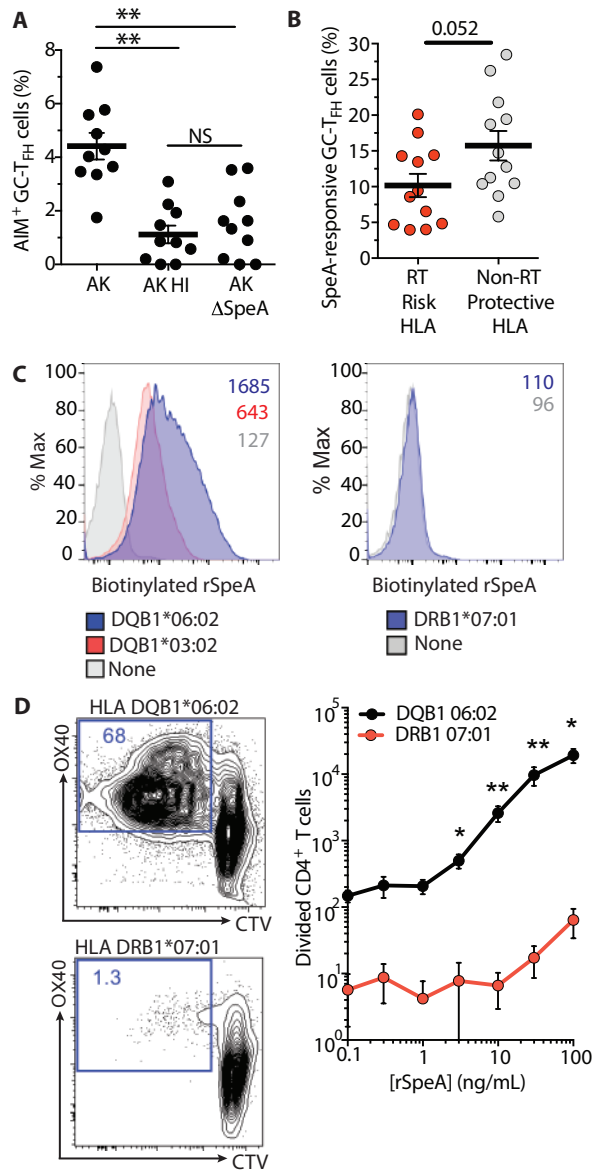 A
**
**
NS
AIM+ GC-TFH cells (%)
8
6
4
2
0
AK
AK HI
AK
ΔSpeA
B
0.052
SpeA-responsive GC-TFH cells (%)
30
25
20
15
10
5
0
RT
Risk
HLA
Non-RT
Protective
HLA
C
% Max
100
80
60
40
20
0
1685
643
127
Biotinylated rSpeA
DQB1*06:02
DQB1*03:02
None
% Max
100
80
60
40
20
0
110
96
Biotinylated rSpeA
DRB1*07:01
None
D
HLA DQB1*06:02
OX40
68
CTV
HLA DRB1*07:01
OX40
1.3
CTV
DQB1 06:02
DRB1 07:01
Divided CD4+ T cells
10^5
10^4
10^3
10^2
10^1
10^0
*
**
**
*
0.1
1
10
100
[rSpeA] (ng/mL)